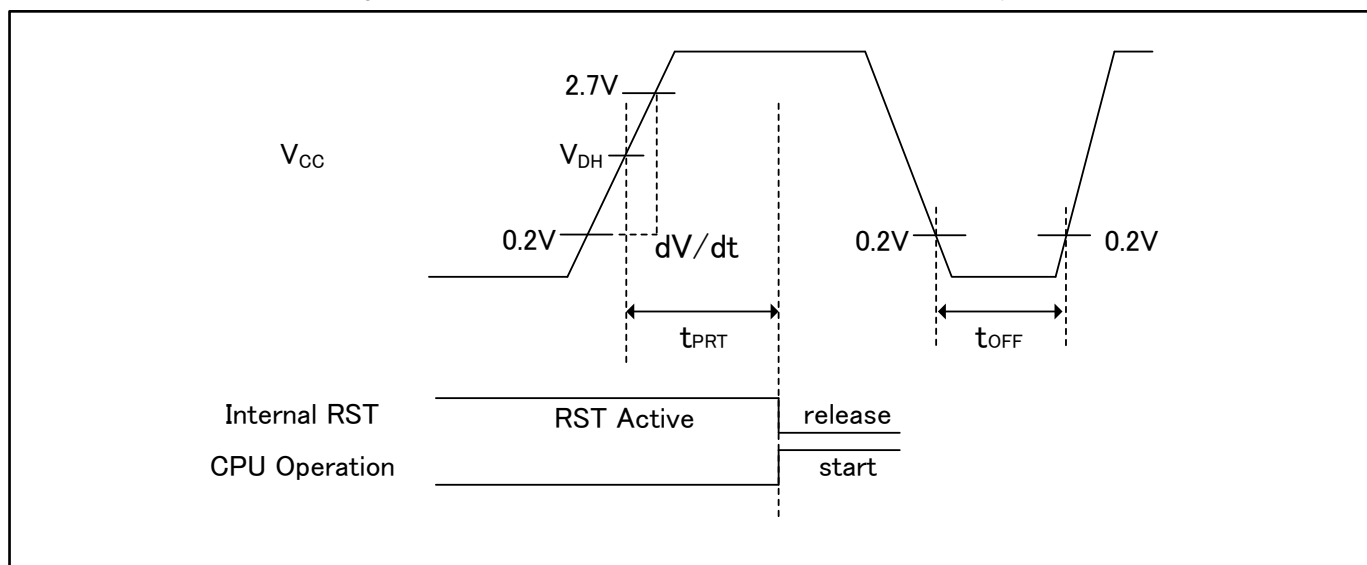 2.7V
VCC
VDH
0.2V
dV/dt
0.2V
0.2V
tPRT
tOFF
Internal RST
RST Active
release
CPU Operation
start